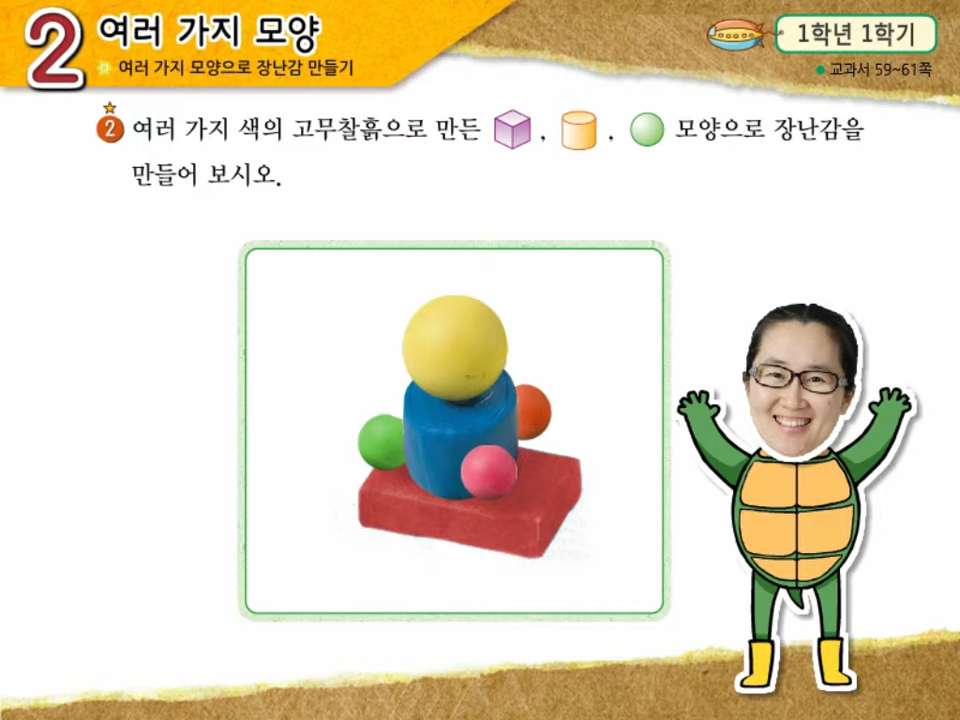 2 여러 가지 모양
여러 가지 모양으로 장난감 만들기
1학년 1학기
교과서 59~61쪽
2 여러 가지 색의 고무찰흙으로 만든 , , 모양으로 장난감을
만들어 보시오.